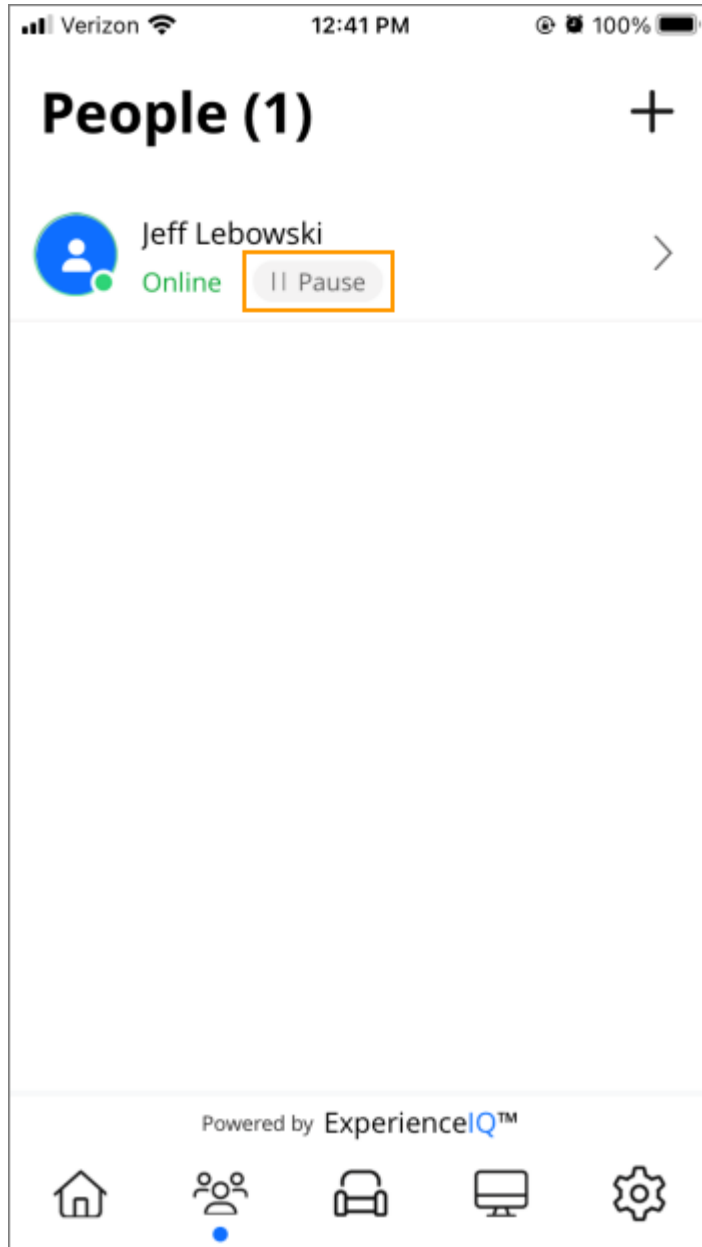 Verizon 12:41 PM 100%
People (1) +
Jeff Lebowski
Online Pause
Powered by ExperienceIQ™